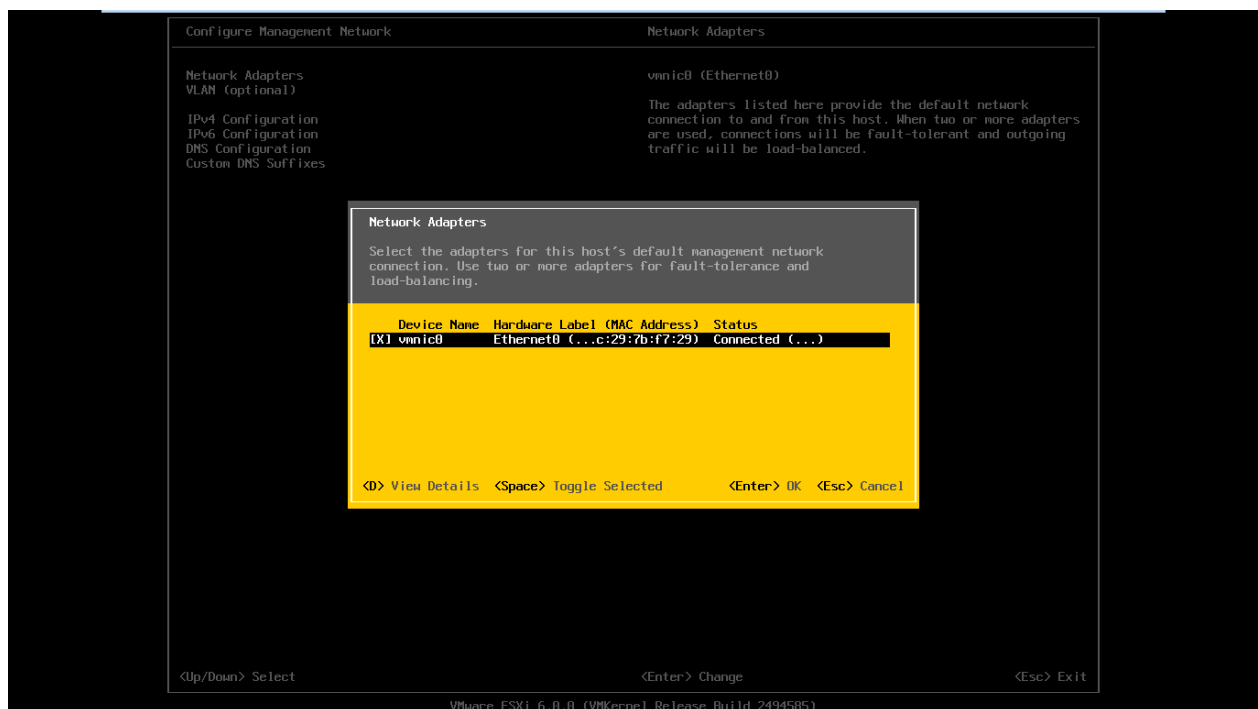 Configure Management Network
Network Adapters
Network Adapters
VLAN (optional)
IPv4 Configuration
IPv6 Configuration
DNS Configuration
Custom DNS Suffixes
vmnic0 (Ethernet0)
The adapters listed here provide the default network
connection to and from this host. When two or more adapters
are used, connections will be fault-tolerant and outgoing
traffic will be load-balanced.
Network Adapters
Select the adapters for this host's default management network
connection. Use two or more adapters for fault-tolerance and
load-balancing.
Device Name Hardware Label (MAC Address) Status
[X] vmnic0 Ethernet0 (...c:29:7b:f7:29) Connected (...)
<D> View Details <Space> Toggle Selected <Enter> OK <Esc> Cancel
<Up/Down> Select <Enter> Change <Esc> Exit
VMware ESXi 6.0.0 (VMKernel Release Build 2494585)